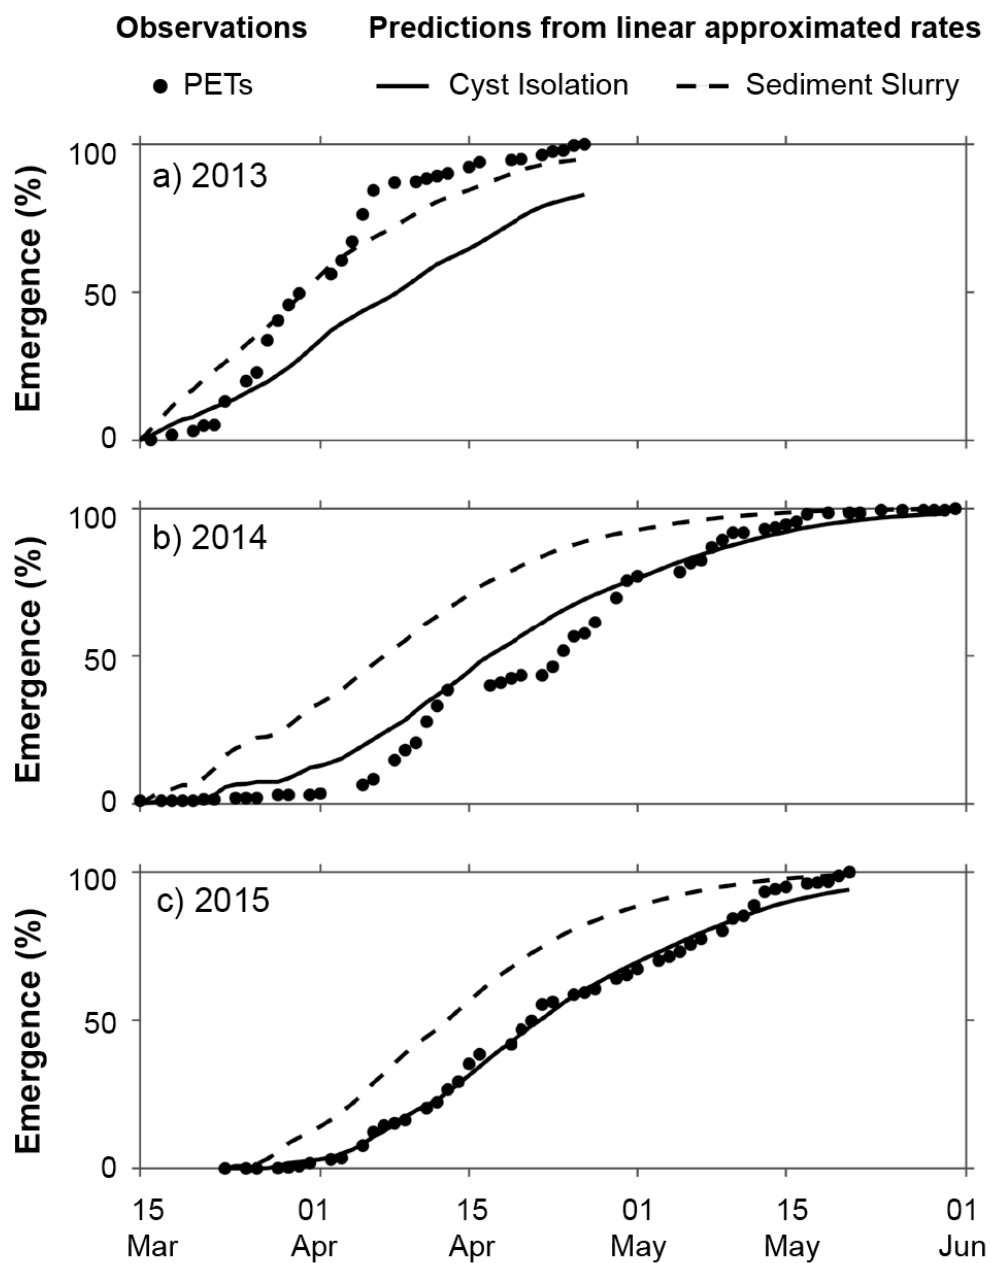 Observations Predictions from linear approximated rates
PETs Cyst Isolation Sediment Slurry
a) 2013
Emergence (%)
100
50
0
b) 2014
Emergence (%)
100
50
0
c) 2015
Emergence (%)
100
50
0
15 01 15 01 15 01
Mar Apr Apr May May Jun